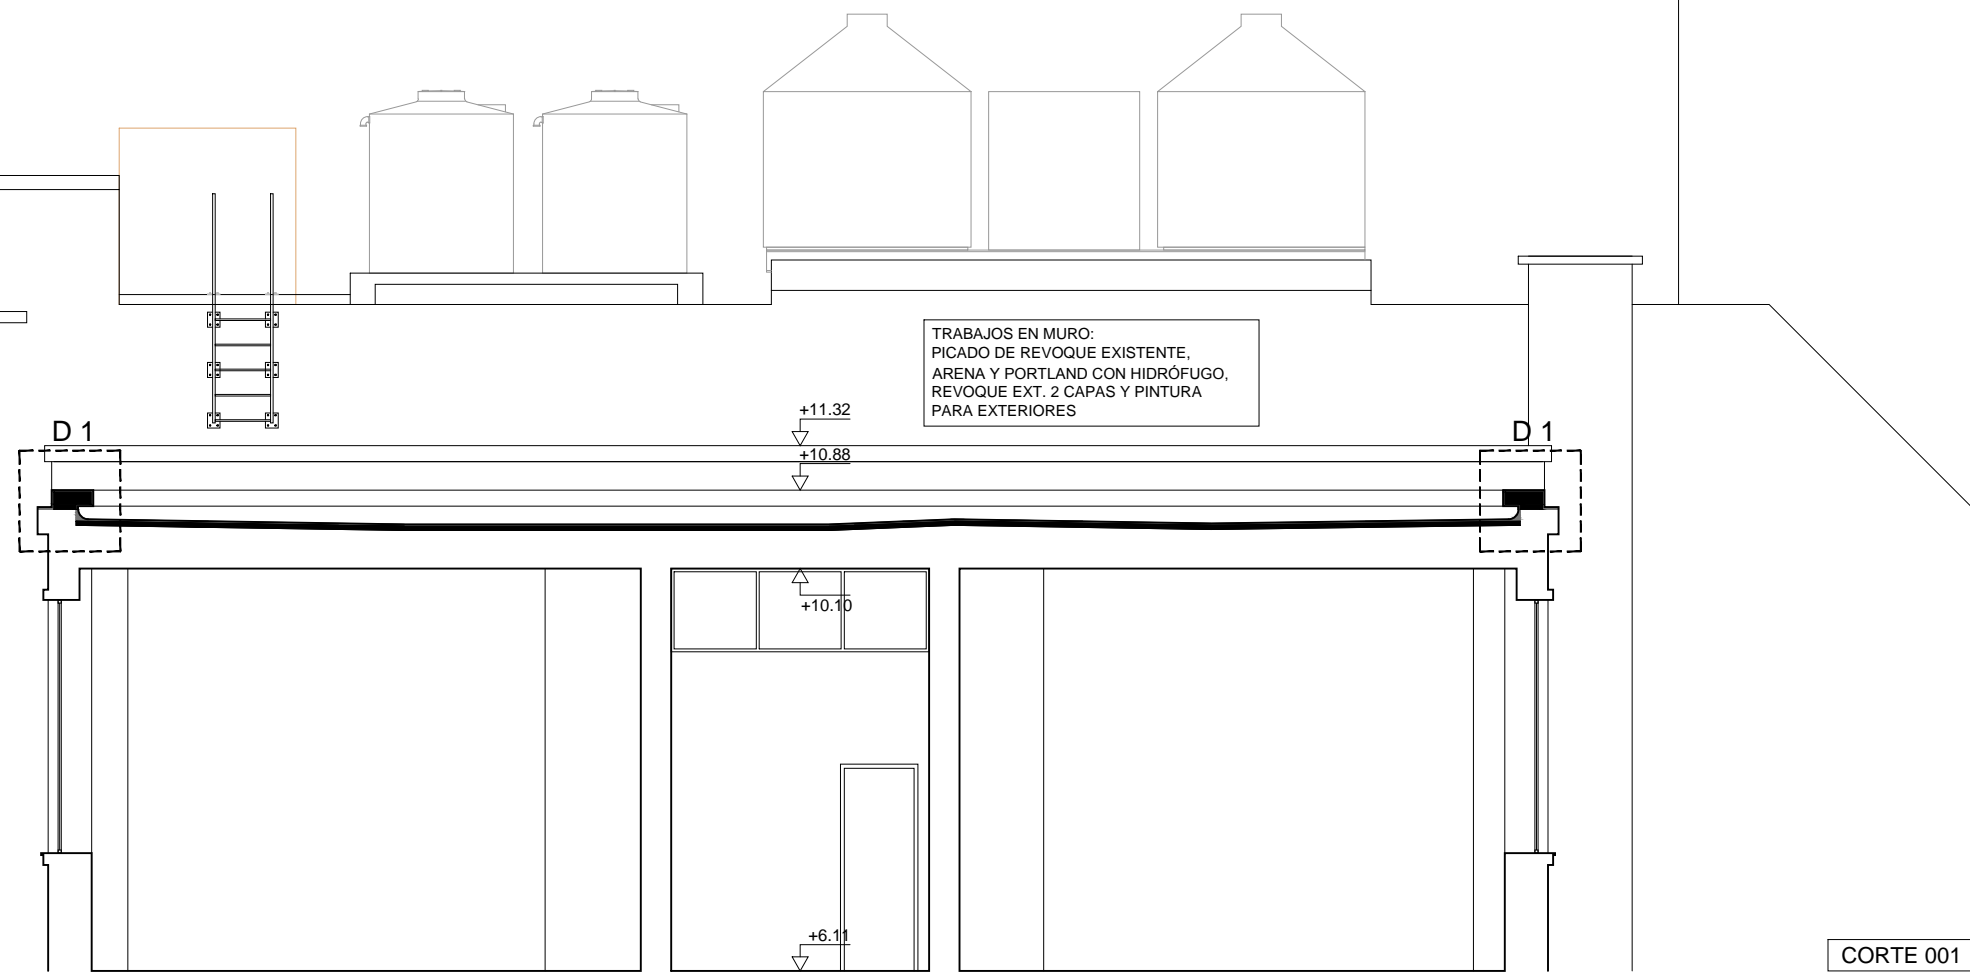 TRABAJOS EN MURO:
PICADO DE REVOQUE EXISTENTE,
ARENA Y PORTLAND CON HIDRÓFUGO,
REVOQUE EXT. 2 CAPAS Y PINTURA
PARA EXTERIORES
+11.32
D 1
D 1
+10.88
+10.10
+6.11
CORTE 001